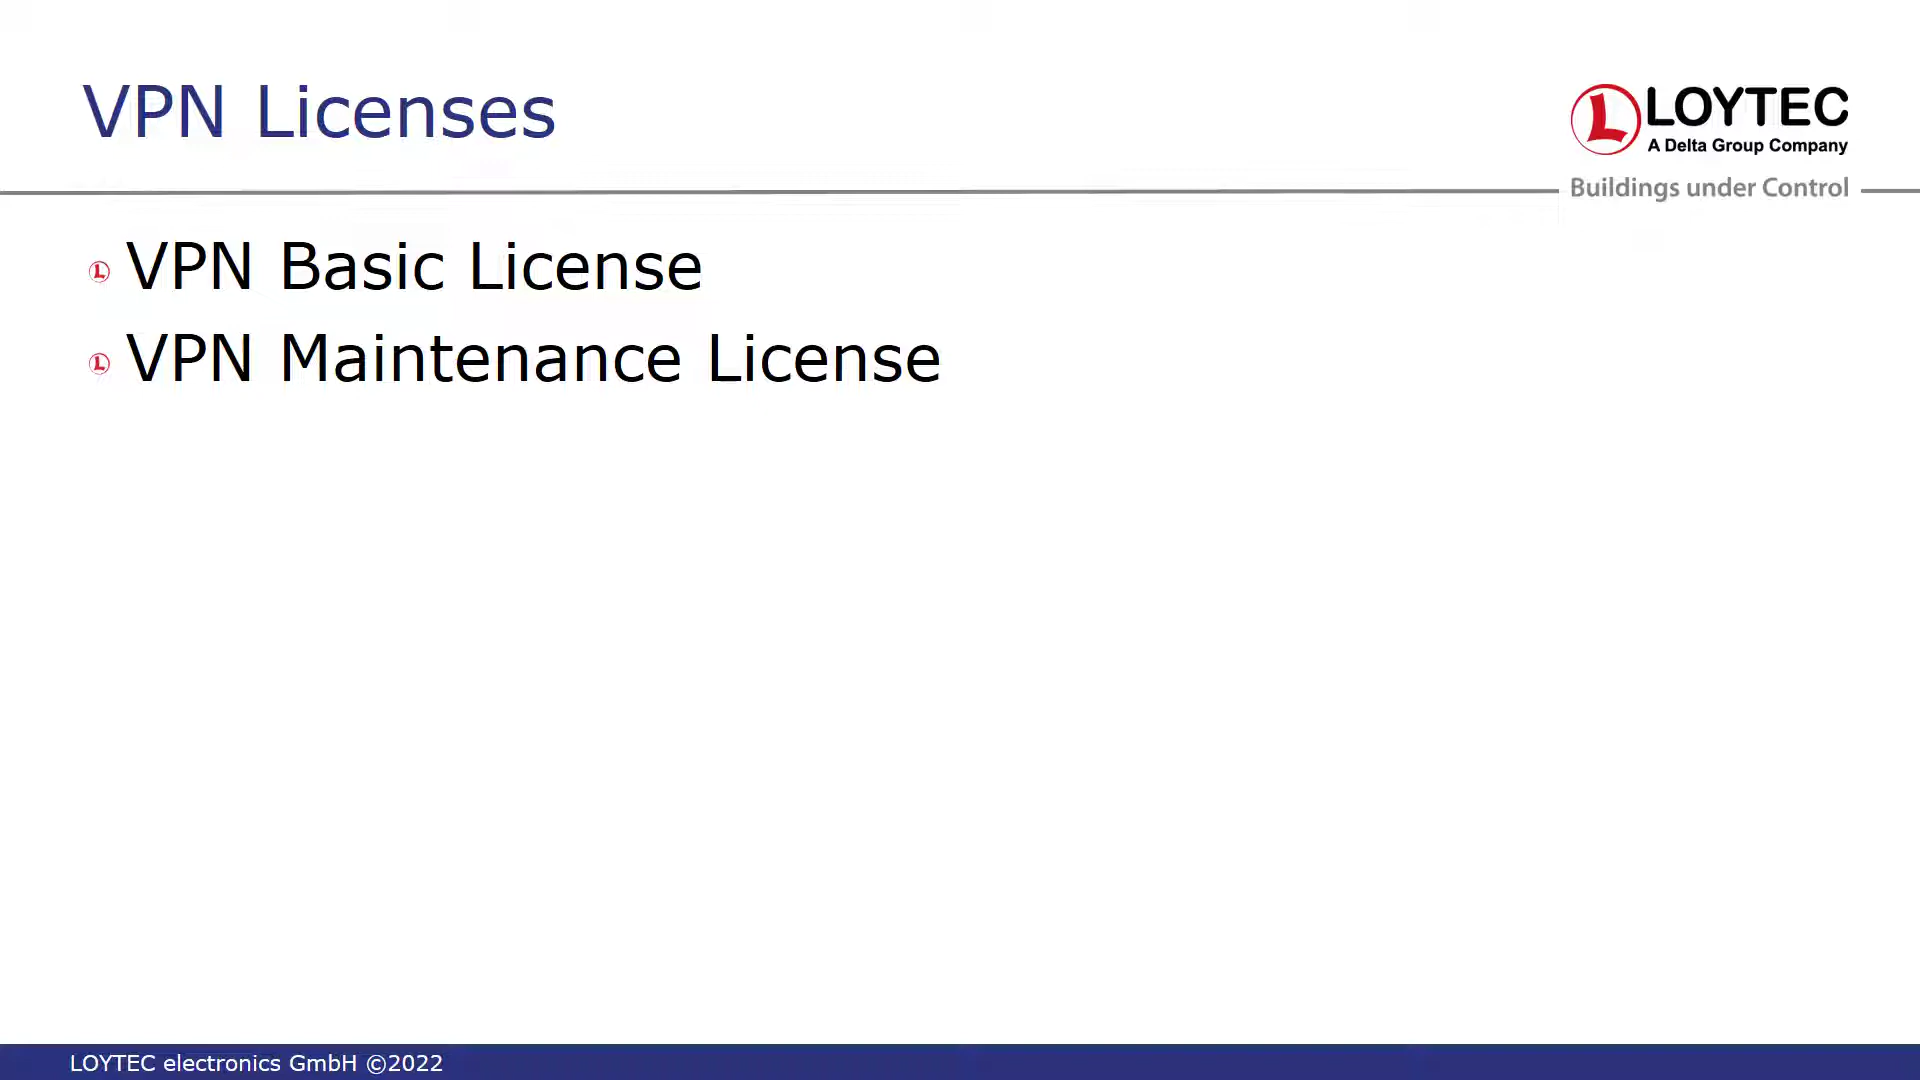 VPN Licenses
LOYTEC
A Delta Group Company
Buildings under Control
VPN Basic License
VPN Maintenance License
LOYTEC electronics GmbH ©2022